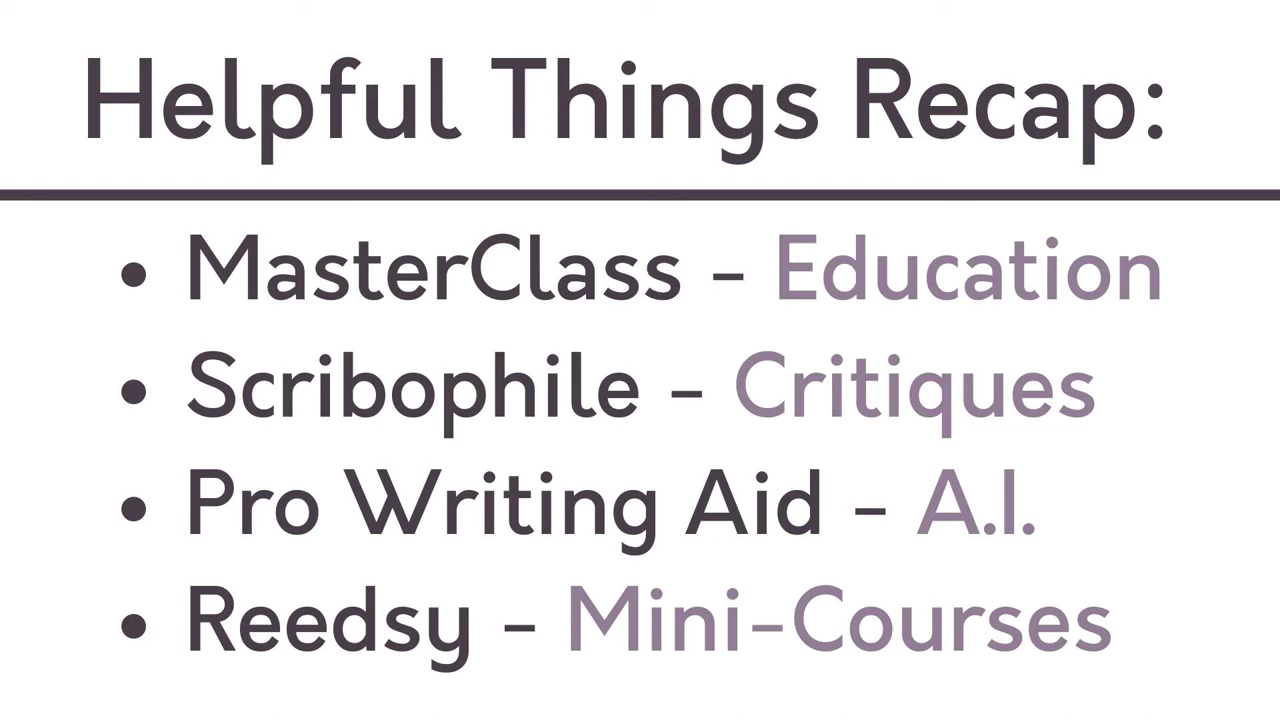 Helpful Things Recap:
• MasterClass - Education
• Scribophile - Critiques
• Pro Writing Aid - A.I.
• Reedsy - Mini-Courses